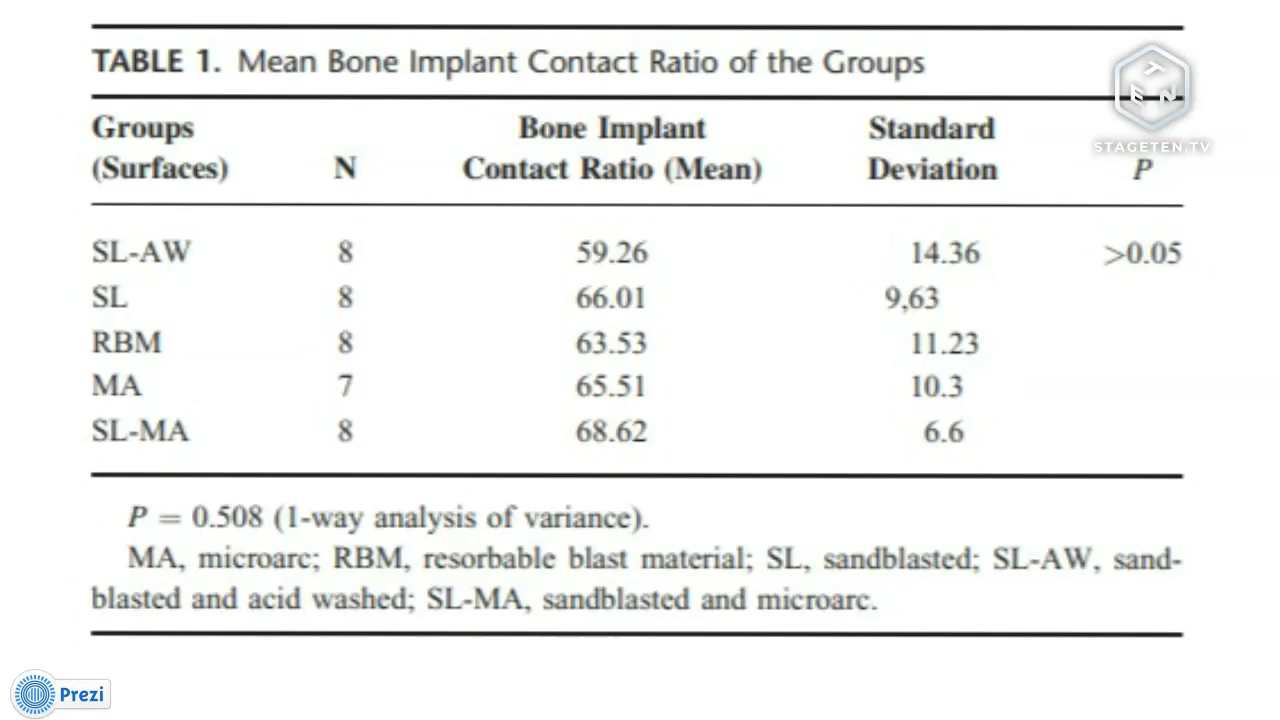 TABLE 1. Mean Bone Implant Contact Ratio of the Groups
TEN
STAGETEN.TV
Groups (Surfaces) N Bone Implant Contact Ratio (Mean) Standard Deviation P
SL-AW 8 59.26 14.36 >0.05
SL 8 66.01 9,63
RBM 8 63.53 11.23
MA 7 65.51 10.3
SL-MA 8 68.62 6.6
P = 0.508 (1-way analysis of variance).
MA, microarc; RBM, resorbable blast material; SL, sandblasted; SL-AW, sand-
blasted and acid washed; SL-MA, sandblasted and microarc.
Prezi